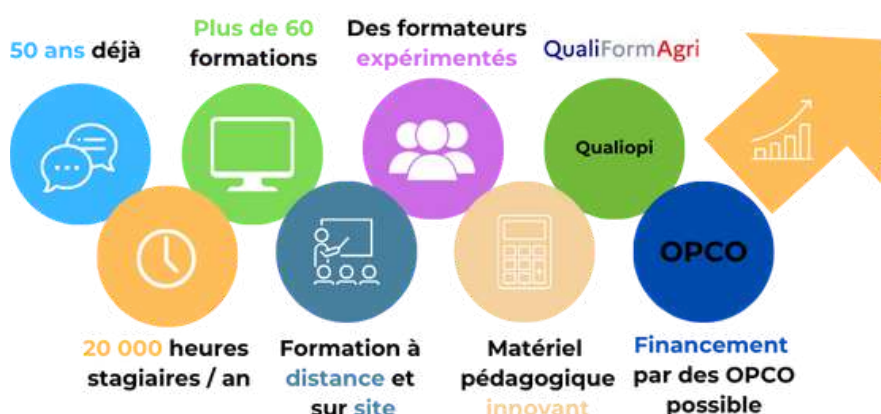 50 ans déjà
Plus de 60
formations
Des formateurs
expérimentés
QualiFormAgri
Qualiopi
OPCO
20 000 heures
stagiaires / an
Formation à
distance et
sur site
Matériel
pédagogique
innovant
Financement
par des OPCO
possible